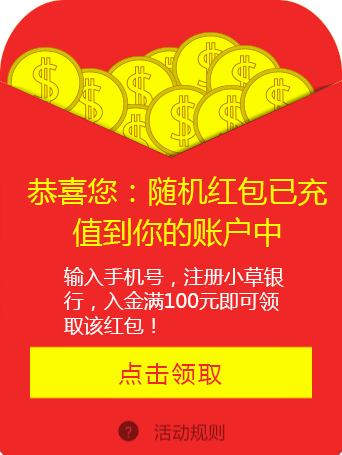 恭喜您：随机红包已充
值到你的账户中
输入手机号，注册小草银
行，入金满100元即可领
取该红包！
点击领取
? 活动规则